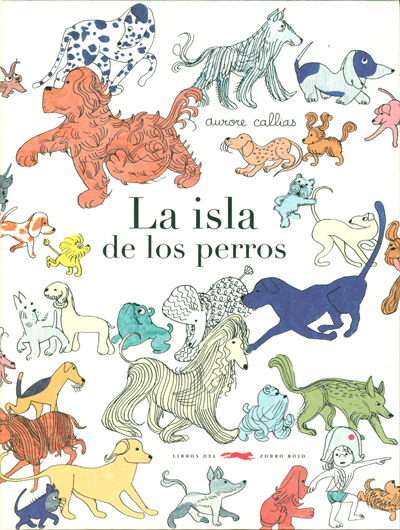 aurore callias
La isla
de los perros
LIBROS DEL ZORRO ROJO